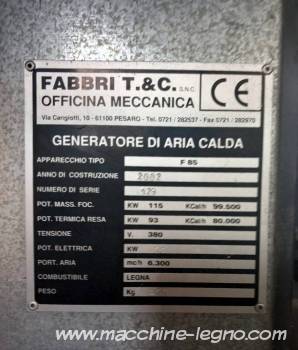 FABBRI T.&C. S.N.C.
OFFICINA MECCANICA
CE
Via Cangiotti, 10 - 61100 PESARO - Tel. 0721 / 282537 - Fax 0721 / 282970
GENERATORE DI ARIA CALDA
APPARECCHIO TIPO F 85
ANNO DI COSTRUZIONE 2002
NUMERO DI SERIE
POT. MASS. FOC. KW 115 KCal/h 99.500
POT. TERMICA RESA KW 93 KCal/h 80.000
TENSIONE V. 380
POT. ELETTRICA KW
PORT. ARIA mc/h 6.300
COMBUSTIBILE LEGNA
PESO Kg
www.macchine-legno.com